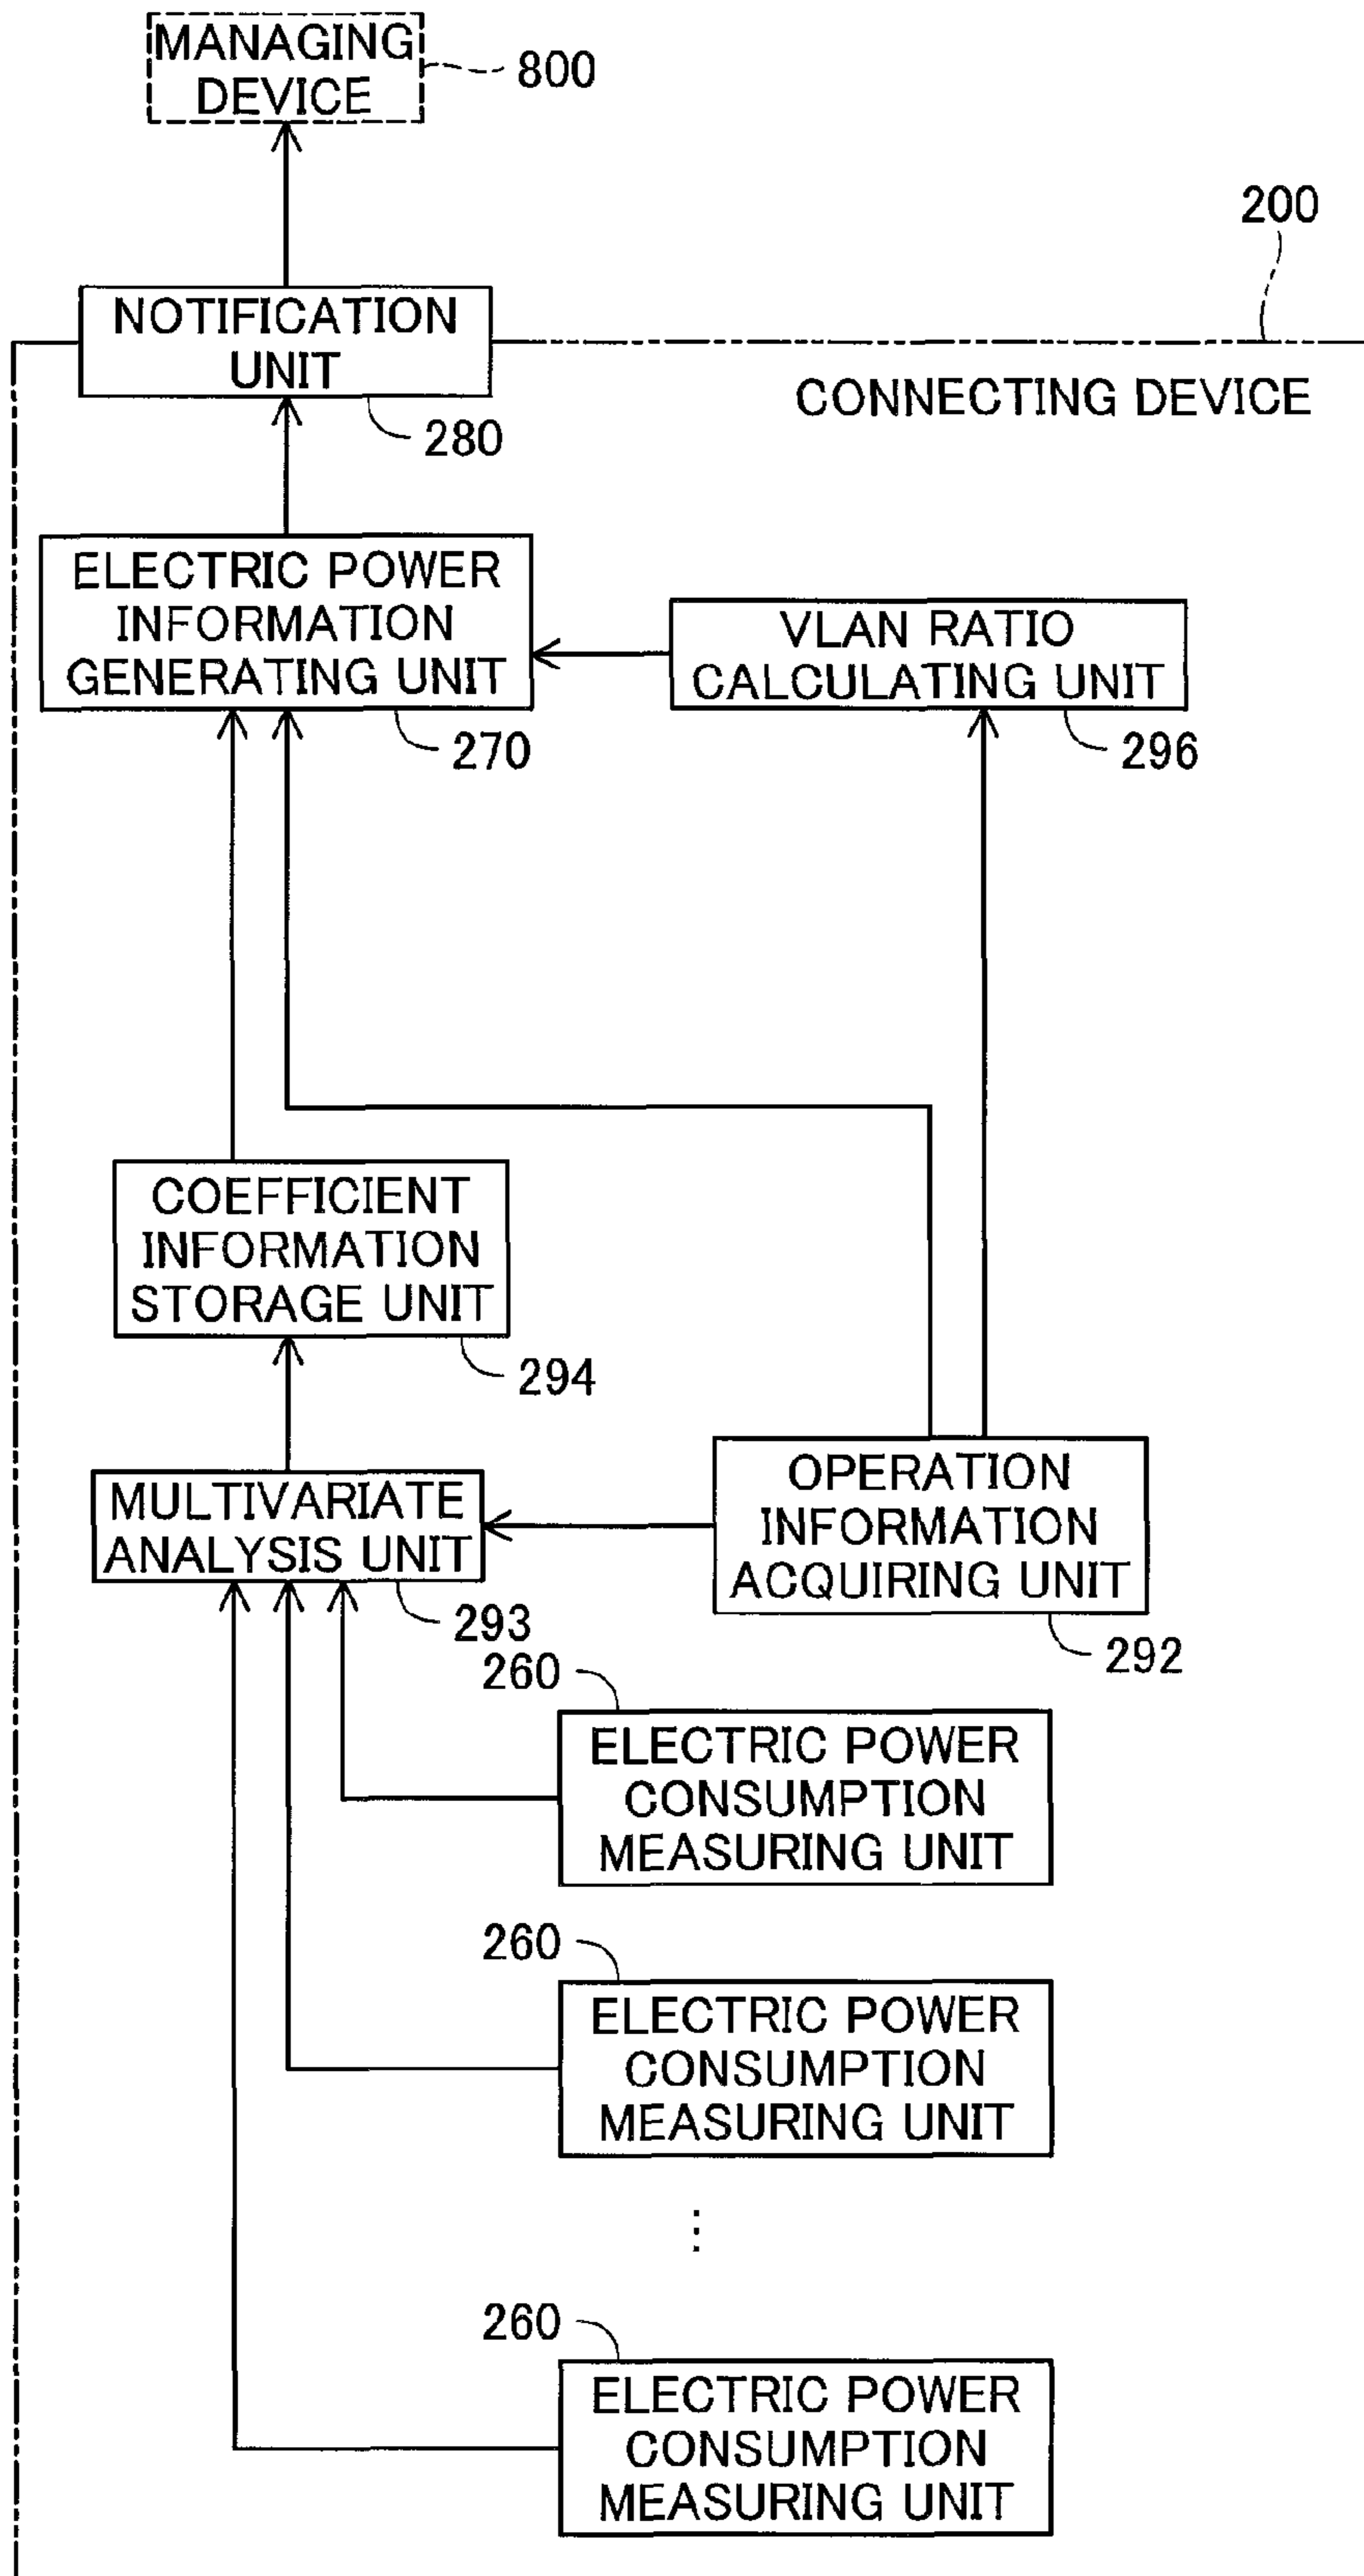 MANAGING
DEVICE
800
200
NOTIFICATION
UNIT
280
CONNECTING DEVICE
ELECTRIC POWER
INFORMATION
GENERATING UNIT
270
VLAN RATIO
CALCULATING UNIT
296
COEFFICIENT
INFORMATION
STORAGE UNIT
294
MULTIVARIATE
ANALYSIS UNIT
293
OPERATION
INFORMATION
ACQUIRING UNIT
292
260
ELECTRIC POWER
CONSUMPTION
MEASURING UNIT
260
ELECTRIC POWER
CONSUMPTION
MEASURING UNIT
⋮
260
ELECTRIC POWER
CONSUMPTION
MEASURING UNIT